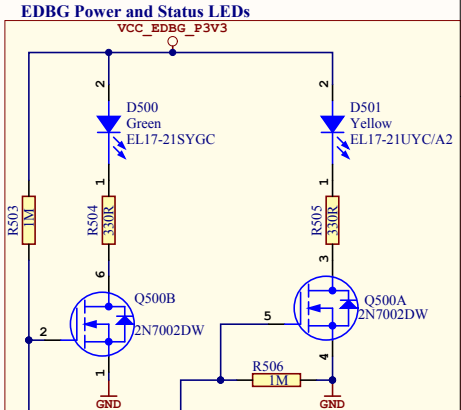 EDBG Power and Status LEDs
VCC_EDBG_P3V3
2
2
D500
Green
EL17-21SYGC
D501
Yellow
EL17-21UYC/A2
1
1
R503
1M
R504
330R
R505
330R
6
3
Q500B
2N7002DW
Q500A
2N7002DW
5
2
1
4
R506
1M
GND
GND